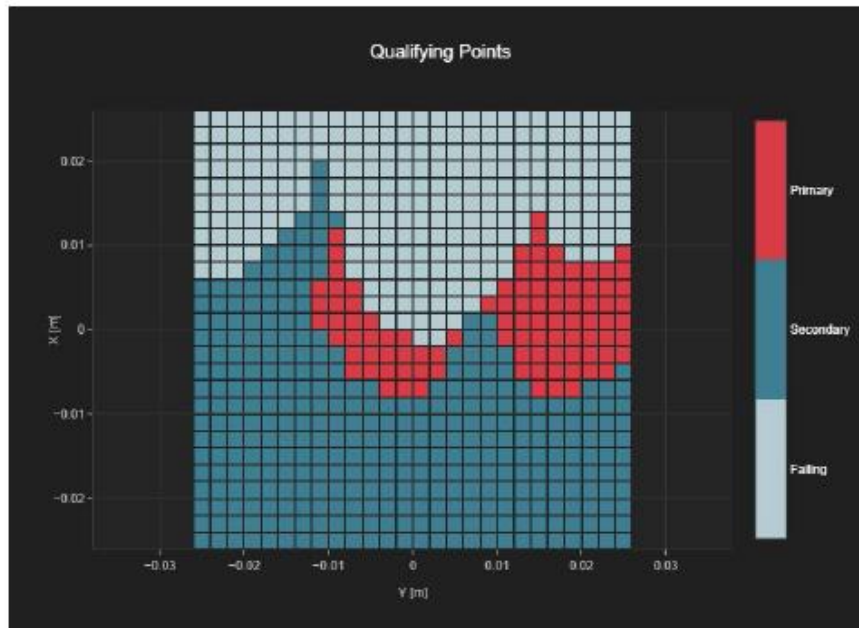 Qualifying Points
0.02
0.01
0
−0.01
−0.02
X [m]
−0.03
−0.02
−0.01
0
0.01
0.02
0.03
Y [m]
Primary
Secondary
Failing